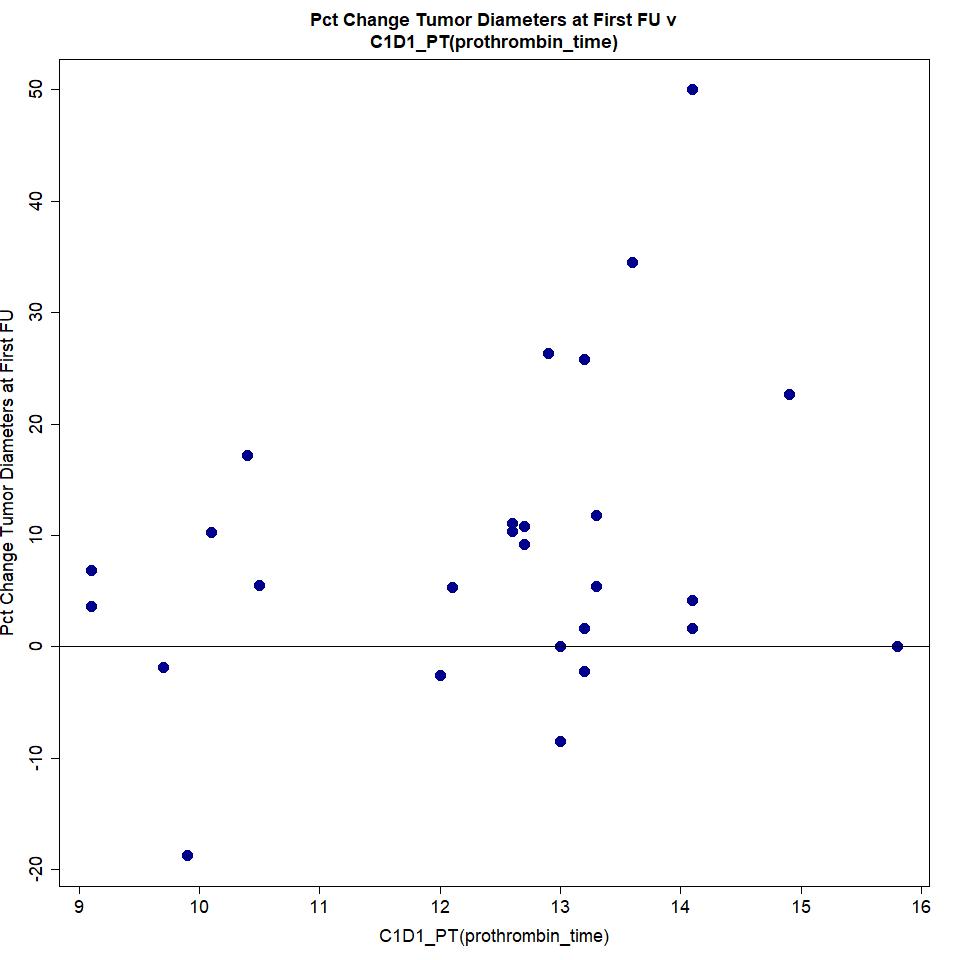 Pct Change Tumor Diameters at First FU v
C1D1_PT(prothrombin_time)
Pct Change Tumor Diameters at First FU
50
40
30
20
10
0
-10
-20
9 10 11 12 13 14 15 16
C1D1_PT(prothrombin_time)